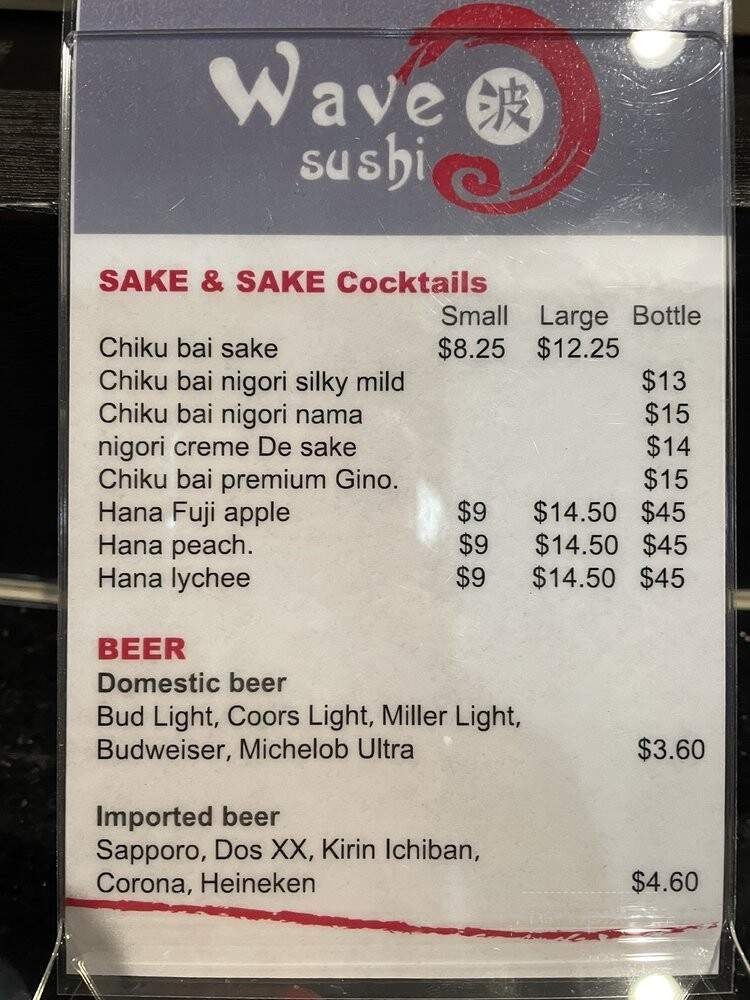 Wave 波
sushi
SAKE & SAKE Cocktails
Small Large Bottle
Chiku bai sake $8.25 $12.25
Chiku bai nigori silky mild $13
Chiku bai nigori nama $15
nigori creme De sake $14
Chiku bai premium Gino. $15
Hana Fuji apple $9 $14.50 $45
Hana peach. $9 $14.50 $45
Hana lychee $9 $14.50 $45
BEER
Domestic beer
Bud Light, Coors Light, Miller Light,
Budweiser, Michelob Ultra $3.60
Imported beer
Sapporo, Dos XX, Kirin Ichiban,
Corona, Heineken $4.60